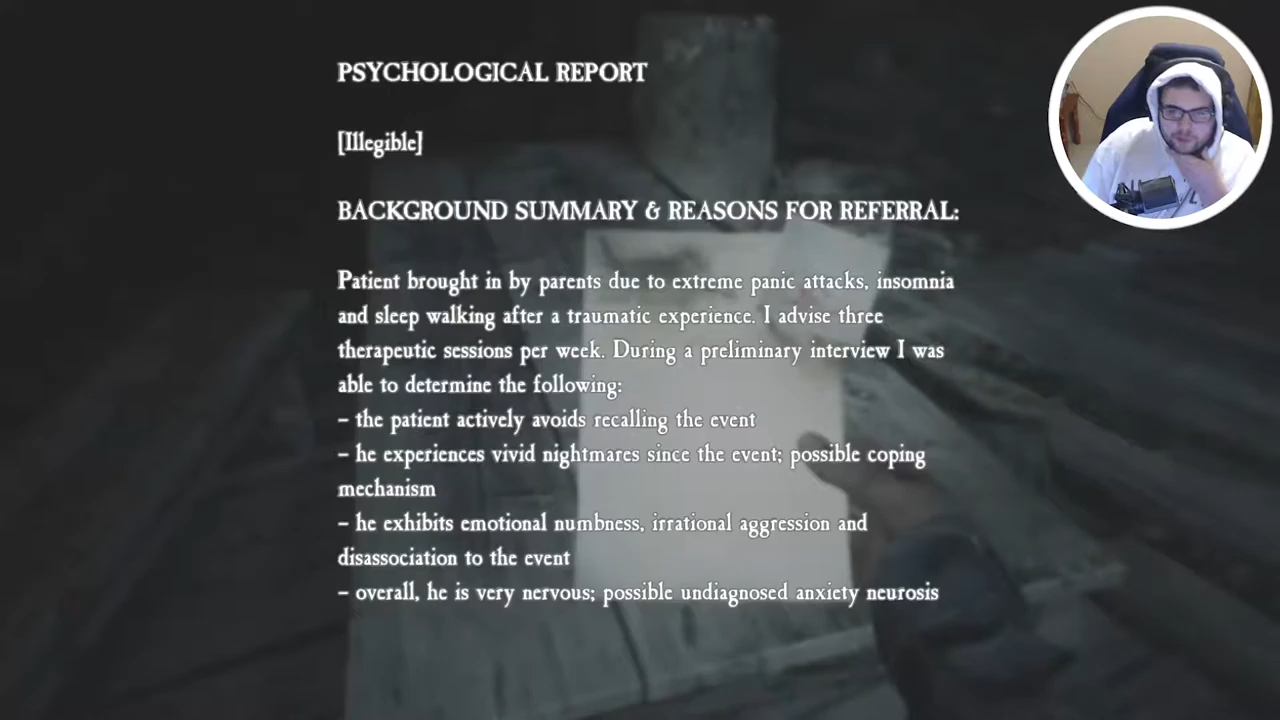 PSYCHOLOGICAL REPORT
[Illegible]
BACKGROUND SUMMARY & REASONS FOR REFERRAL:
Patient brought in by parents due to extreme panic attacks, insomnia
and sleep walking after a traumatic experience. I advise three
therapeutic sessions per week. During a preliminary interview I was
able to determine the following:
– the patient actively avoids recalling the event
– he experiences vivid nightmares since the event; possible coping
mechanism
– he exhibits emotional numbness, irrational aggression and
disassociation to the event
– overall, he is very nervous; possible undiagnosed anxiety neurosis